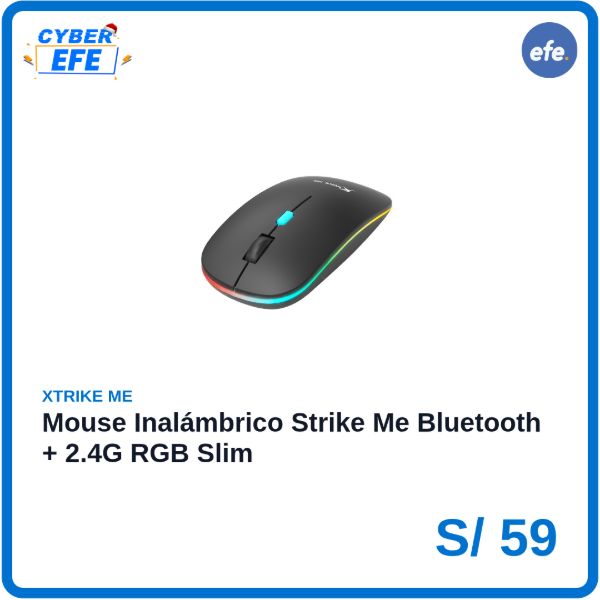 CYBER
EFE
efe.
XTRIKE ME
Mouse Inalámbrico Strike Me Bluetooth
+ 2.4G RGB Slim
S/ 59